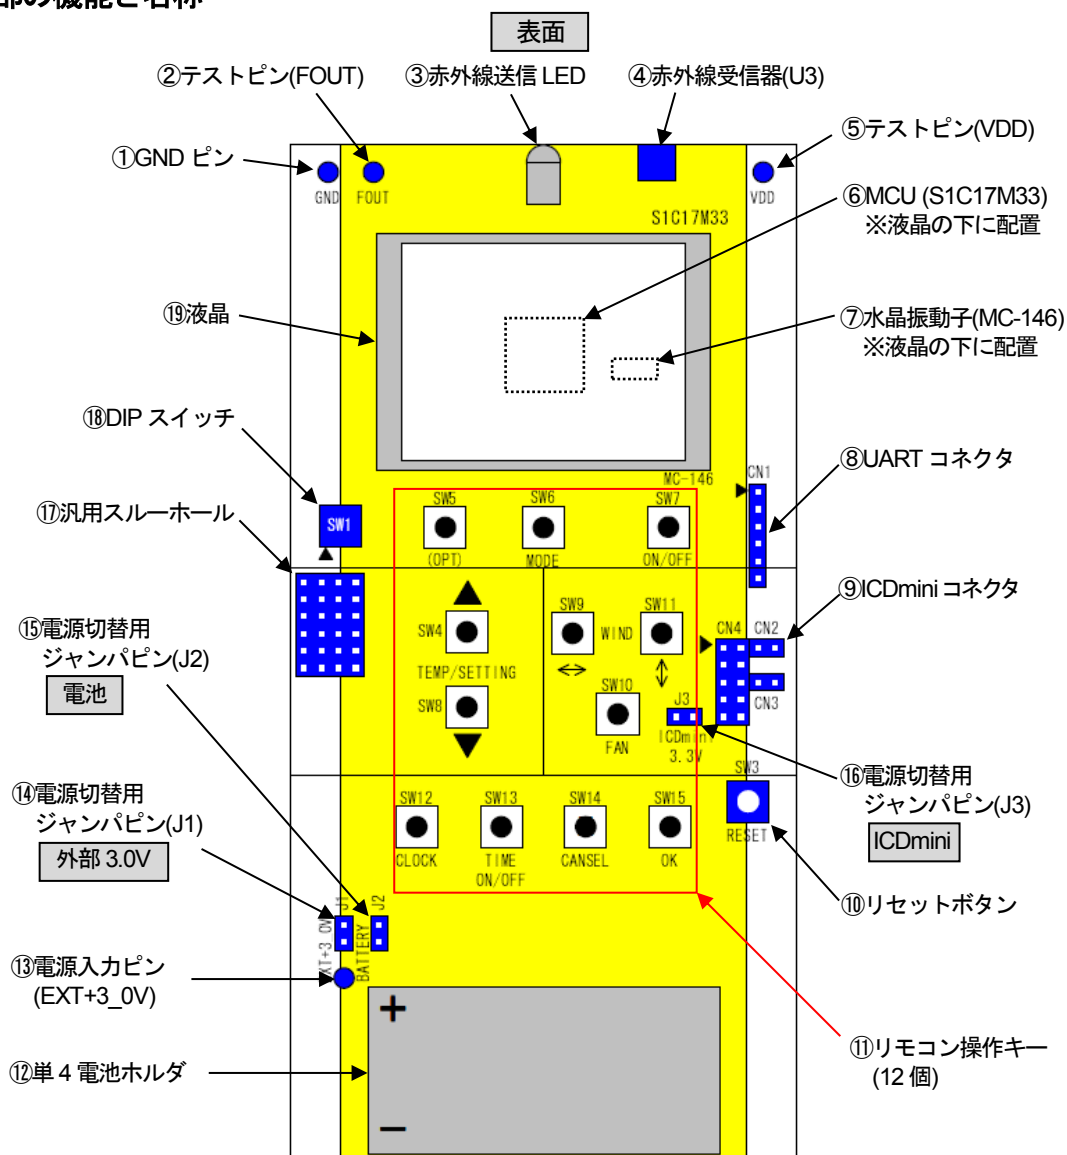 部の機能と名称
表面
②テストピン(FOUT)
③赤外線送信 LED
④赤外線受信器(U3)
①GND ピン
⑤テストピン(VDD)
GND
FOUT
VDD
⑥MCU (S1C17M33)
※液晶の下に配置
S1C17M33
⑲液晶
⑦水晶振動子(MC-146)
※液晶の下に配置
⑱DIP スイッチ
⑧UART コネクタ
MC-146
CN1
⑰汎用スルーホール
SW1
SW5
(OPT)
SW6
MODE
SW7
ON/OFF
⑨ICDmini コネクタ
⑮電源切替用
ジャンパピン(J2)
電池
SW4
TEMP/SETTING
SW8
SW9
WIND
SW11
SW10
FAN
CN4
CN2
CN3
J3
ICDmini
3.3V
SW3
RESET
⑯電源切替用
ジャンパピン(J3)
ICDmini
⑭電源切替用
ジャンパピン(J1)
外部 3.0V
SW12
CLOCK
SW13
TIME
ON/OFF
SW14
CANSEL
SW15
OK
⑩リセットボタン
J1
J2
EXT+3_0V
BATTERY
⑬電源入力ピン
(EXT+3_0V)
+
⑪リモコン操作キー
(12 個)
⑫単 4 電池ホルダ
−